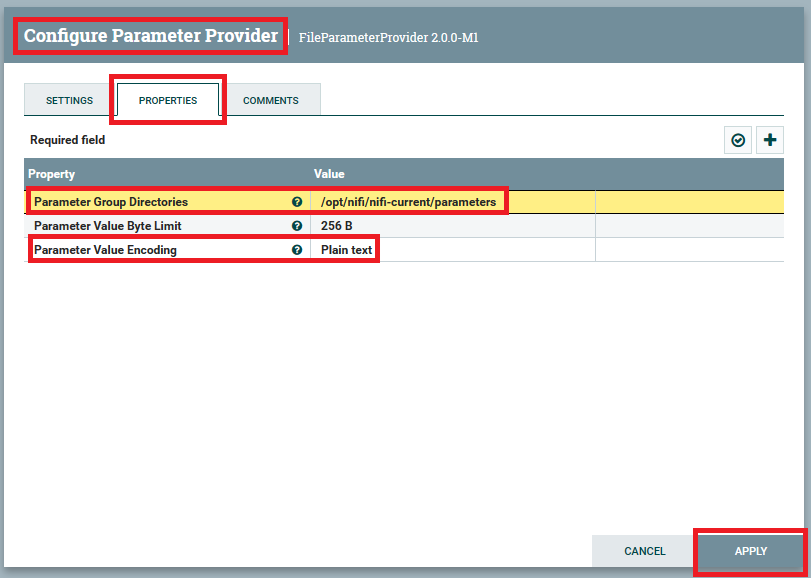 Configure Parameter Provider | FileParameterProvider 2.0.0-M1
SETTINGS PROPERTIES COMMENTS
Required field
Property Value
Parameter Group Directories /opt/nifi/nifi-current/parameters
Parameter Value Byte Limit 256 B
Parameter Value Encoding Plain text
CANCEL APPLY